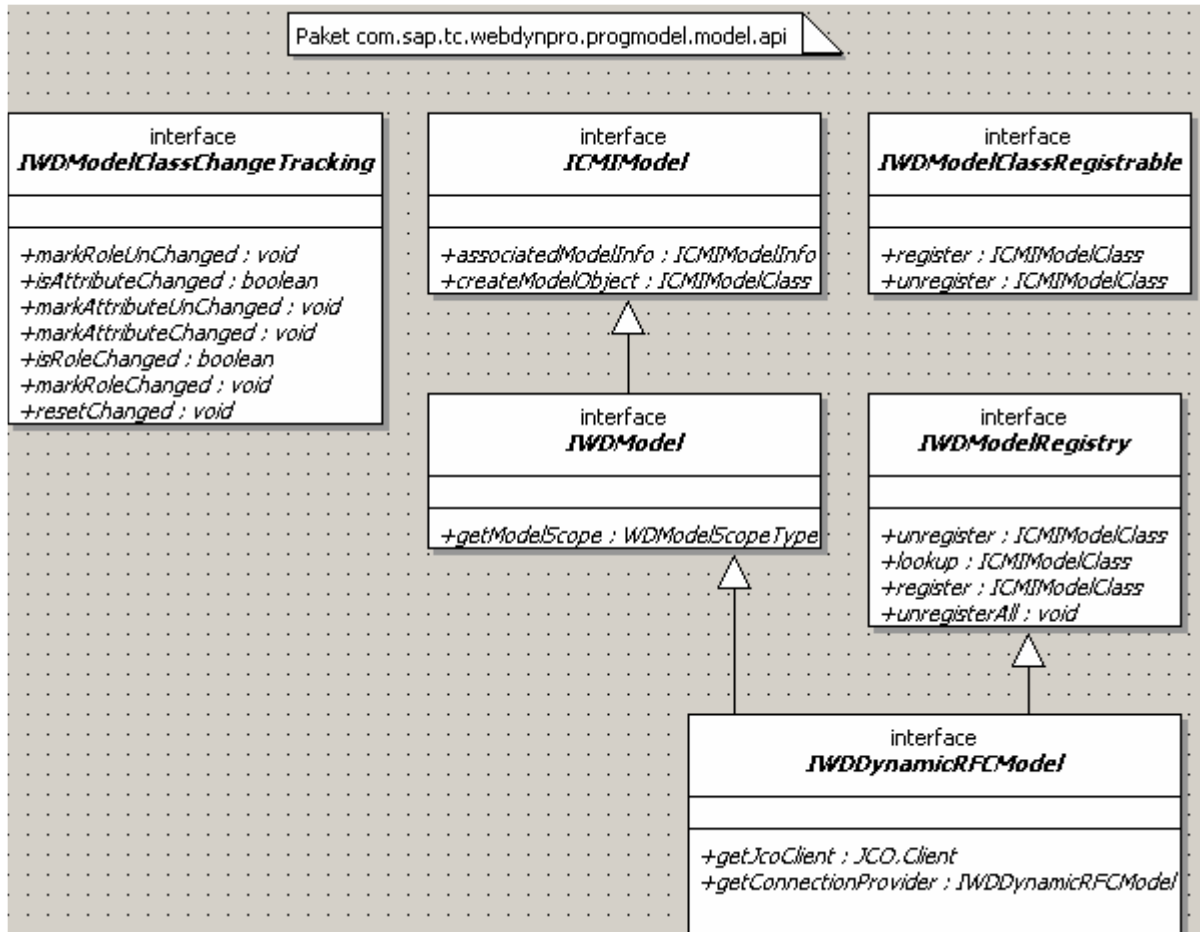 Paket com.sap.tc.webdynpro.progmodel.model.api
interface
IWDModelClassChangeTracking
+markRoleUnChanged : void
+isAttributeChanged : boolean
+markAttributeUnChanged : void
+markAttributeChanged : void
+isRoleChanged : boolean
+markRoleChanged : void
+resetChanged : void
interface
ICMIModel
+associatedModelInfo : ICMIModelInfo
+createModelObject : ICMIModelClass
interface
IWDModelClassRegistrable
+register : ICMIModelClass
+unregister : ICMIModelClass
interface
IWDModel
+getModelScope : WDModelScopeType
interface
IWDModelRegistry
+unregister : ICMIModelClass
+lookup : ICMIModelClass
+register : ICMIModelClass
+unregisterAll : void
interface
IWDDynamicRFCModel
+getJcoClient : JCO.Client
+getConnectionProvider : IWDDynamicRFCModel